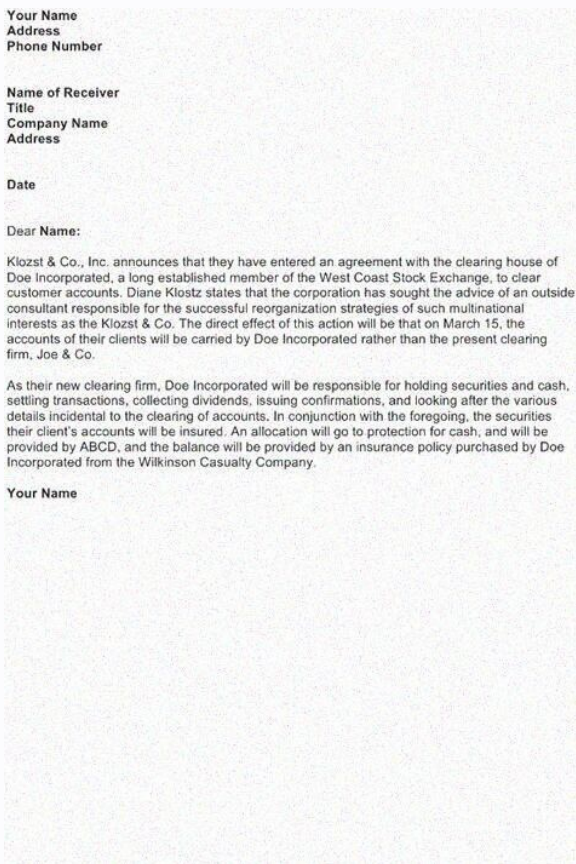 Your Name
Address
Phone Number
Name of Receiver
Title
Company Name
Address
Date
Dear Name:
Klozst & Co., Inc. announces that they have entered an agreement with the clearing house of
Doe Incorporated, a long established member of the West Coast Stock Exchange, to clear
customer accounts. Diane Klostz states that the corporation has sought the advice of an outside
consultant responsible for the successful reorganization strategies of such multinational
interests as the Klozst & Co. The direct effect of this action will be that on March 15, the
accounts of their clients will be carried by Doe Incorporated rather than the present clearing
firm, Joe & Co.
As their new clearing firm, Doe Incorporated will be responsible for holding securities and cash,
settling transactions, collecting dividends, issuing confirmations, and looking after the various
details incidental to the clearing of accounts. In conjunction with the foregoing, the securities
their client's accounts will be insured. An allocation will go to protection for cash, and will be
provided by ABCD, and the balance will be provided by an insurance policy purchased by Doe
Incorporated from the Wilkinson Casualty Company.
Your Name